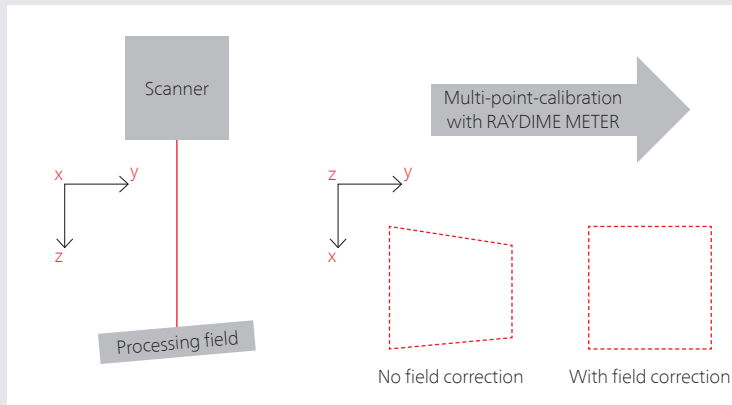 Scanner
Multi-point-calibration
with RAYDIME METER
x
y
z
z
y
x
Processing field
No field correction
With field correction